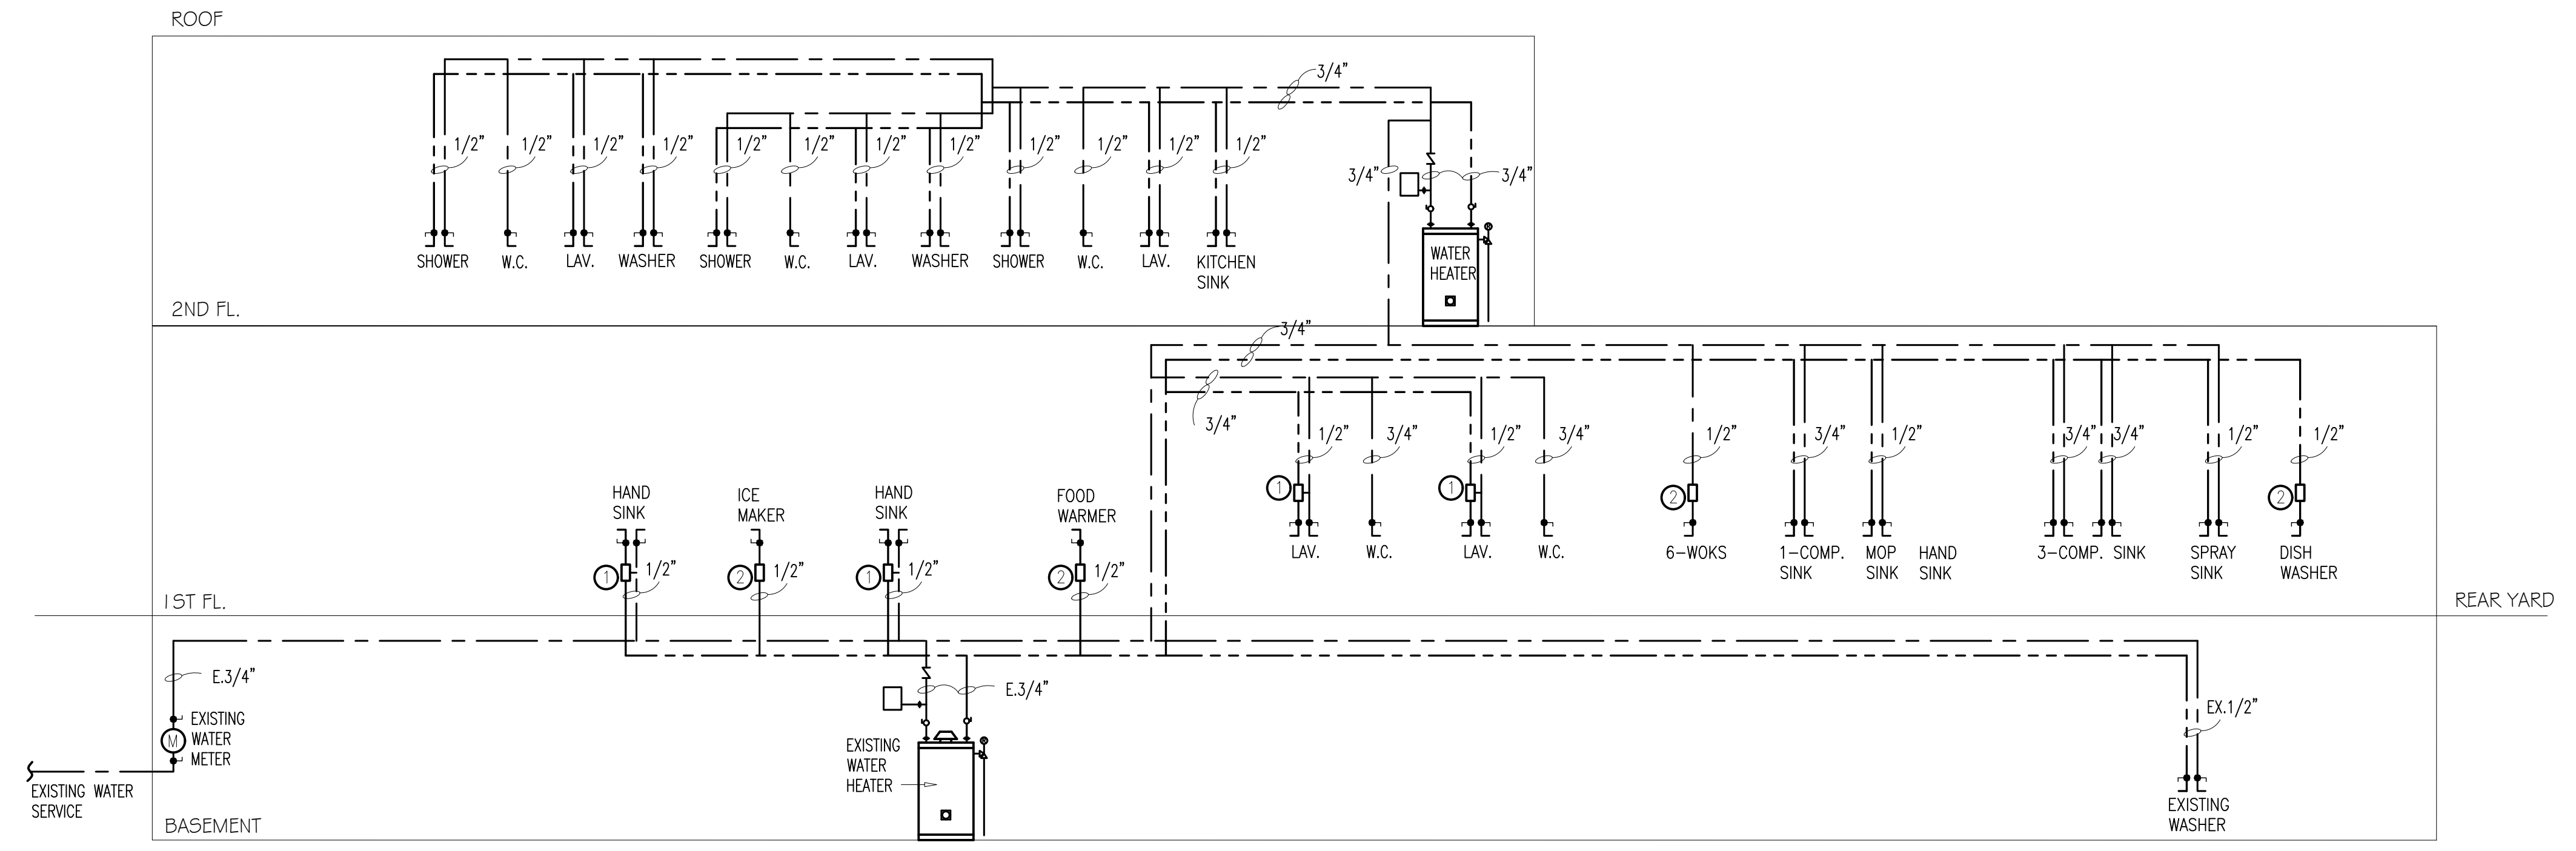 ROOF
3/4"
1/2" 1/2" 1/2" 1/2" 1/2" 1/2" 1/2" 1/2" 1/2" 1/2" 1/2" 1/2"
3/4" 3/4"
SHOWER W.C. LAV. WASHER SHOWER W.C. LAV. WASHER SHOWER W.C. LAV. KITCHEN
SINK
WATER
HEATER
2ND FL.
3/4"
3/4"
1/2" 3/4" 1/2" 3/4" 1/2" 3/4" 1/2" 3/4" 3/4" 1/2" 1/2"
1 1 2 2
LAV. W.C. LAV. W.C. 6-WOKS 1-COMP. MOP HAND 3-COMP. SINK SPRAY DISH
SINK SINK SINK SINK WASHER
HAND ICE HAND FOOD
SINK MAKER SINK WARMER
1 1/2" 2 1/2" 1 1/2" 2 1/2"
1ST FL.
REAR YARD
E.3/4"
E.3/4"
EXISTING
WATER
METER
M
EXISTING WATER
SERVICE
EXISTING
WATER
HEATER
EX.1/2"
EXISTING
WASHER
BASEMENT